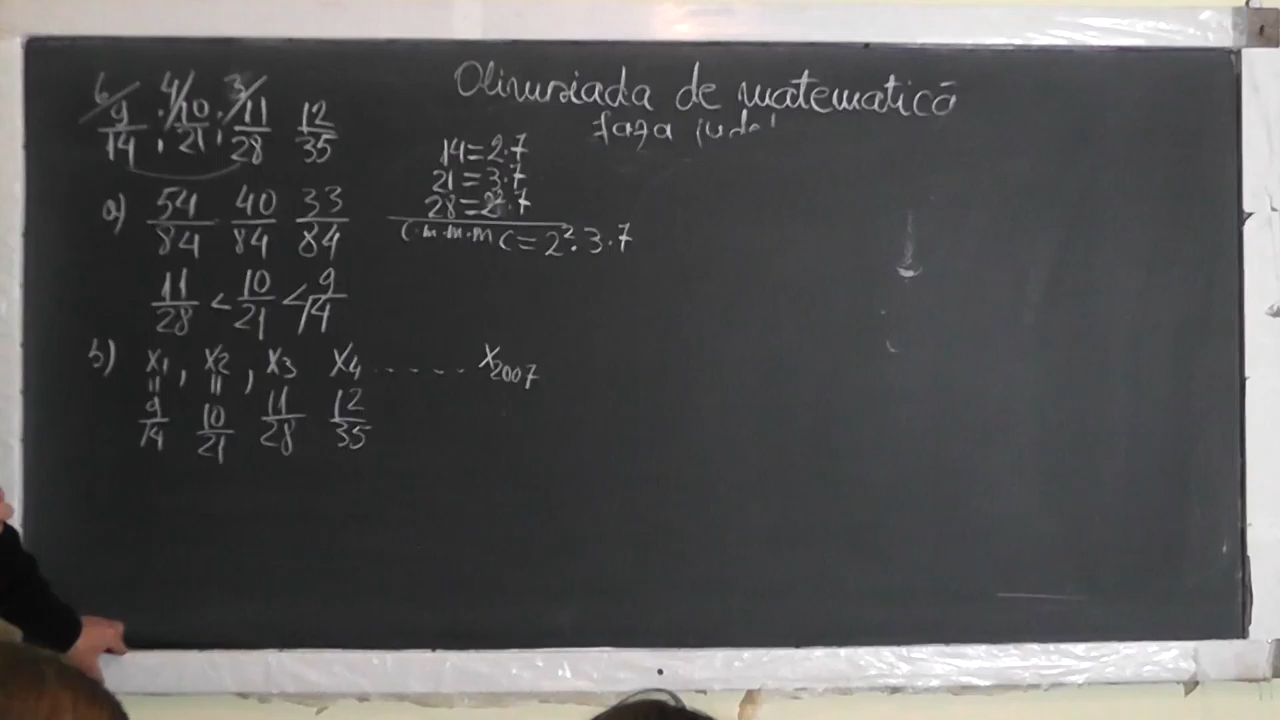 Olimpiada de matematică
faza jude
6/ 4/ 3/
9/14 ; 10/21 ; 11/28 12/35
14=2·7
21=3·7
28=2²·7
c.m.m.m c=2²·3·7
a) 54/84 40/84 33/84
11/28 < 10/21 < 9/14
b) x1, x2, x3 x4 ...... x2007
= =
9/14 10/21 11/28 12/35